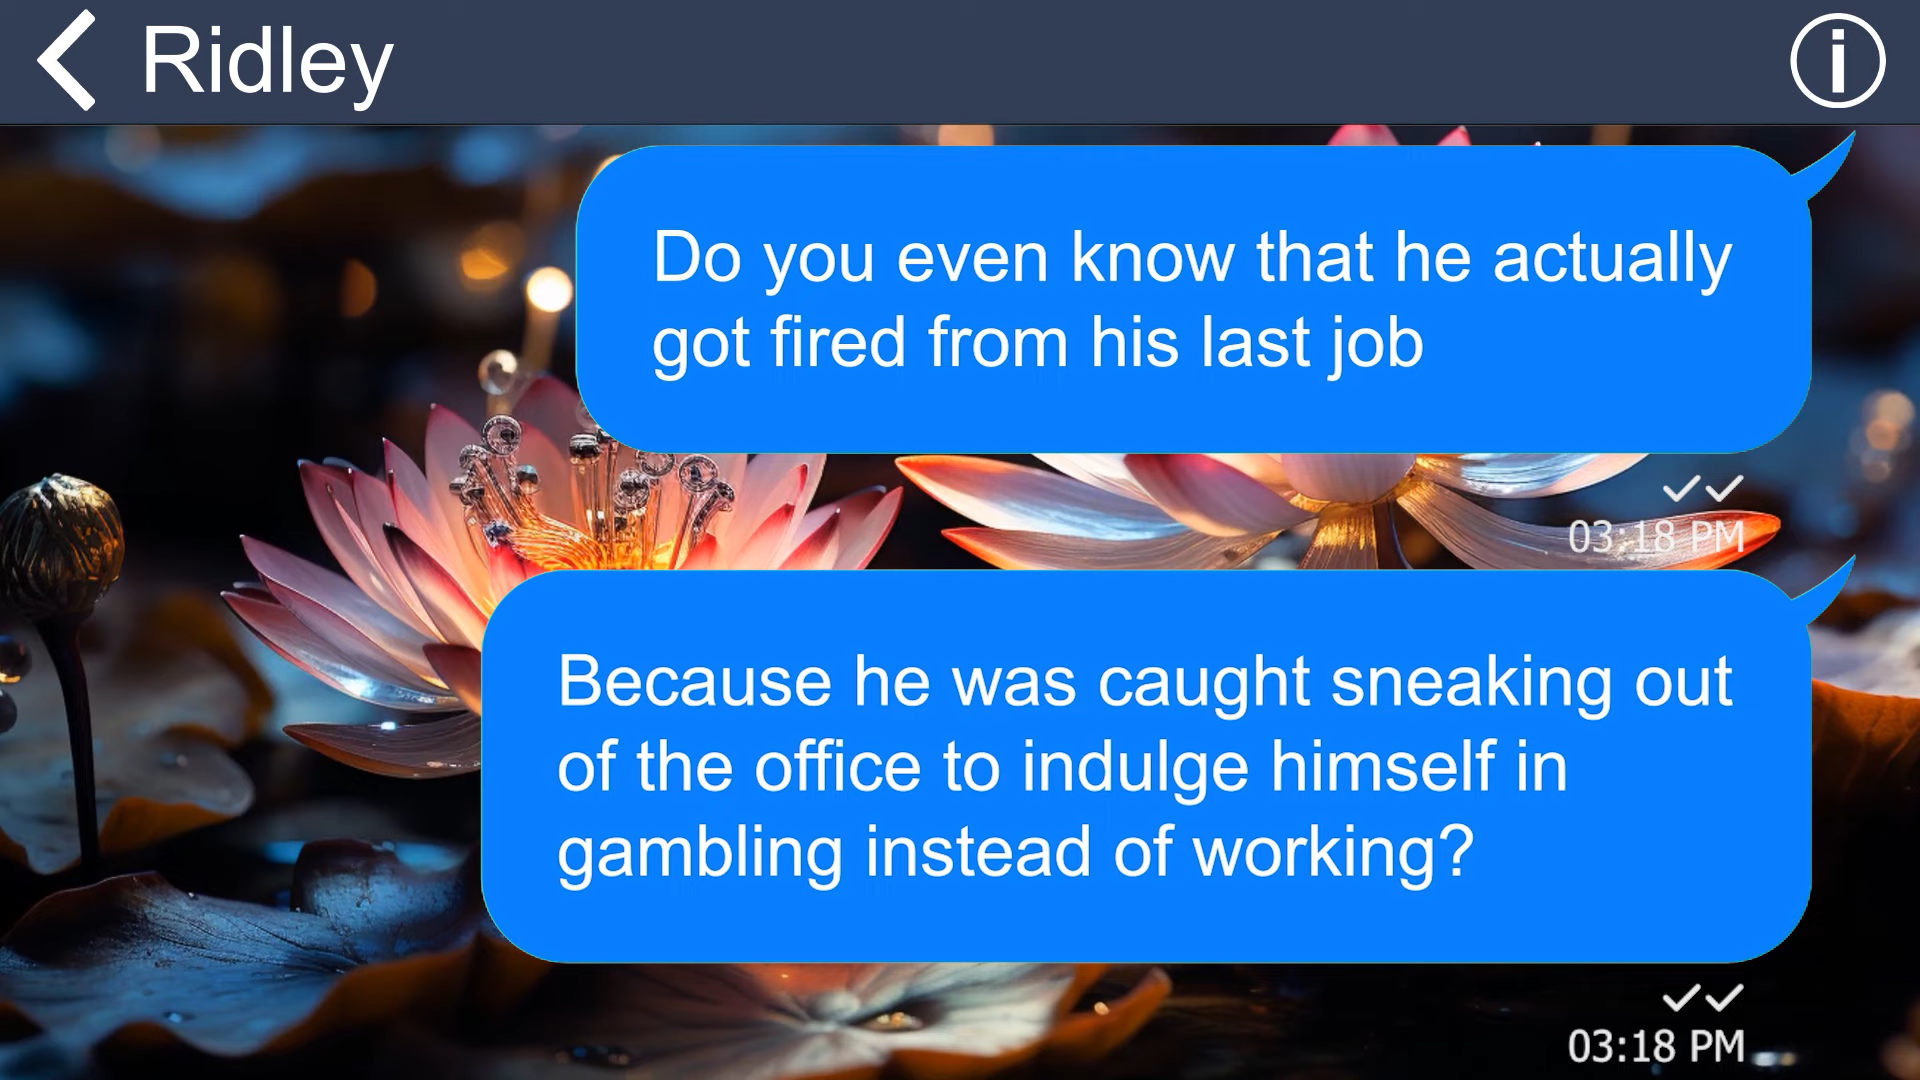 Ridley
Do you even know that he actually
got fired from his last job
03:18 PM
Because he was caught sneaking out
of the office to indulge himself in
gambling instead of working?
03:18 PM